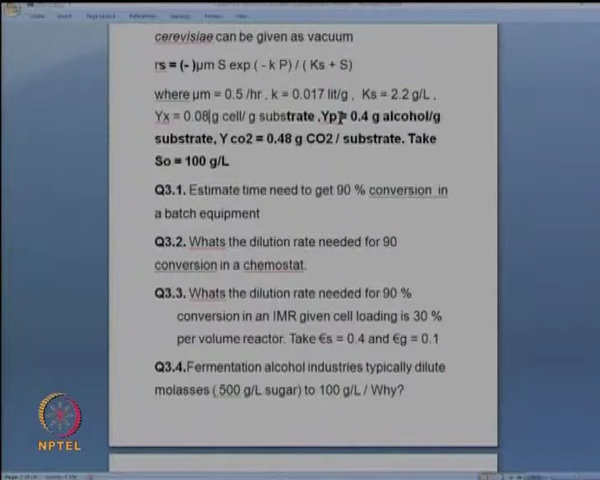 cerevisiae can be given as vacuum
rs = (- )µm S exp ( - k P) / ( Ks + S)
where µm = 0.5 /hr , k = 0.017 lit/g , Ks = 2.2 g/L ,
Yx = 0.08 g cell/ g substrate ,Yp = 0.4 g alcohol/g
substrate, Y co2 = 0.48 g CO2 / substrate. Take
So = 100 g/L
Q3.1. Estimate time need to get 90 % conversion in
a batch equipment
Q3.2. Whats the dilution rate needed for 90
conversion in a chemostat.
Q3.3. Whats the dilution rate needed for 90 %
conversion in an IMR given cell loading is 30 %
per volume reactor. Take €s = 0.4 and €g = 0.1
Q3.4.Fermentation alcohol industries typically dilute
molasses ( 500 g/L sugar) to 100 g/L / Why?
NPTEL